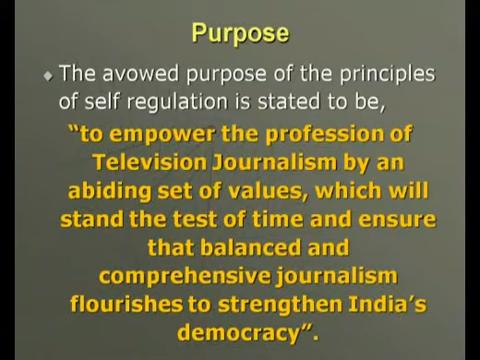 Purpose
The avowed purpose of the principles
of self regulation is stated to be,
“to empower the profession of
Television Journalism by an
abiding set of values, which will
stand the test of time and ensure
that balanced and
comprehensive journalism
flourishes to strengthen India’s
democracy”.